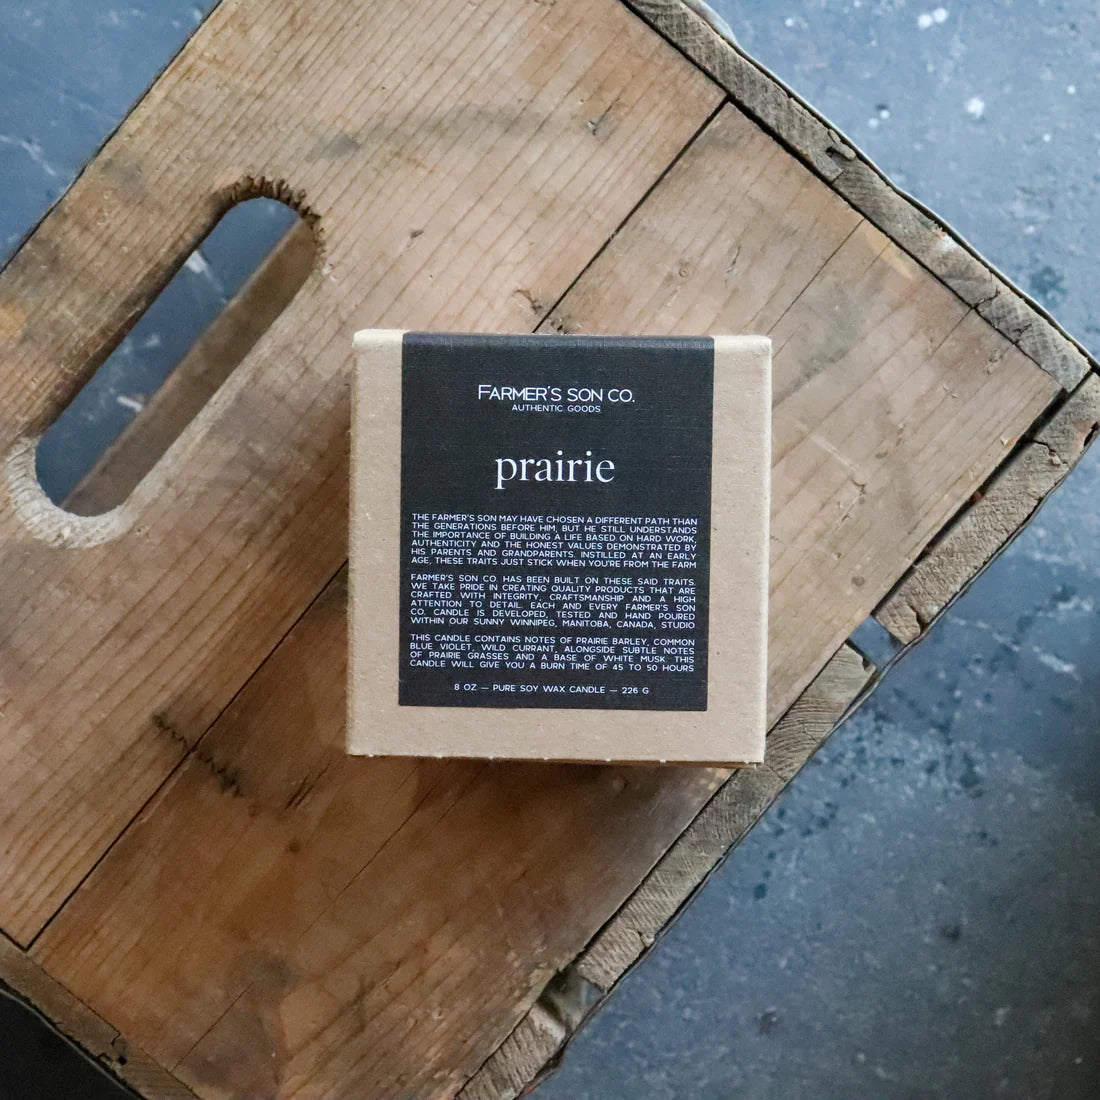 FARMER'S SON CO.
AUTHENTIC GOODS
prairie
THE FARMER'S SON MAY HAVE CHOSEN A DIFFERENT PATH THAN
THE GENERATIONS BEFORE HIM, BUT HE STILL UNDERSTANDS
THE IMPORTANCE OF BUILDING A LIFE BASED ON HARD WORK,
AUTHENTICITY AND THE HONEST VALUES DEMONSTRATED BY
HIS PARENTS AND GRANDPARENTS. INSTILLED AT AN EARLY
AGE, THESE TRAITS JUST STICK WHEN YOU'RE FROM THE FARM
FARMER'S SON CO. HAS BEEN BUILT ON THESE SAID TRAITS.
WE TAKE PRIDE IN CREATING QUALITY PRODUCTS THAT ARE
CRAFTED WITH INTEGRITY, CRAFTSMANSHIP AND A HIGH
ATTENTION TO DETAIL. EACH AND EVERY FARMER'S SON
CO. CANDLE IS DEVELOPED, TESTED AND HAND POURED
WITHIN OUR SUNNY WINNIPEG, MANITOBA, CANADA, STUDIO
THIS CANDLE CONTAINS NOTES OF PRAIRIE BARLEY, COMMON
BLUE VIOLET, WILD CURRANT, ALONGSIDE SUBTLE NOTES
OF PRAIRIE GRASSES AND A BASE OF WHITE MUSK. THIS
CANDLE WILL GIVE YOU A BURN TIME OF 45 TO 50 HOURS
8 OZ — PURE SOY WAX CANDLE — 226 G